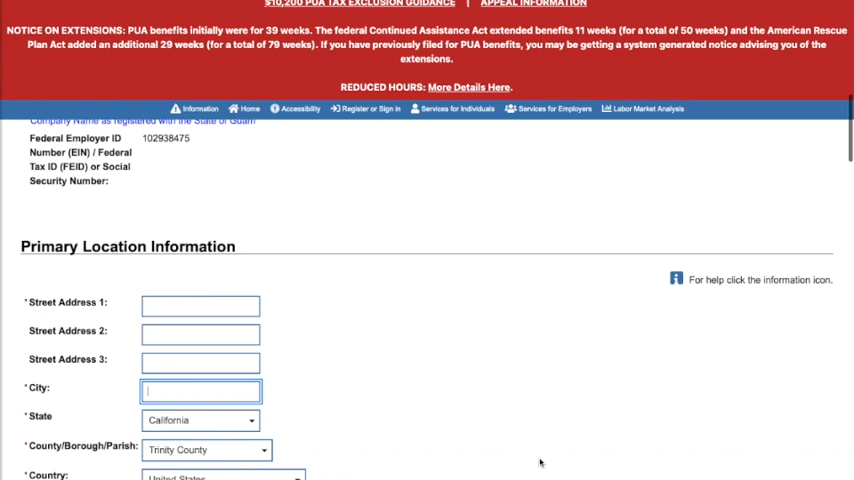 $10,200 PUA TAX EXCLUSION GUIDANCE | APPEAL INFORMATION
NOTICE ON EXTENSIONS: PUA benefits initially were for 39 weeks. The federal Continued Assistance Act extended benefits 11 weeks (for a total of 50 weeks) and the American Rescue
Plan Act added an additional 29 weeks (for a total of 79 weeks). If you have previously filed for PUA benefits, you may be getting a system generated notice advising you of the
extensions.
REDUCED HOURS: More Details Here.
Information Home Accessibility Register or Sign in Services for Individuals Services for Employers Labor Market Analysis
Company Name as registered with the State of Guam
Federal Employer ID 102938475
Number (EIN) / Federal
Tax ID (FEID) or Social
Security Number:
Primary Location Information
For help click the information icon.
*Street Address 1:
Street Address 2:
Street Address 3:
*City:
*State California
*County/Borough/Parish: Trinity County
*Country: United States